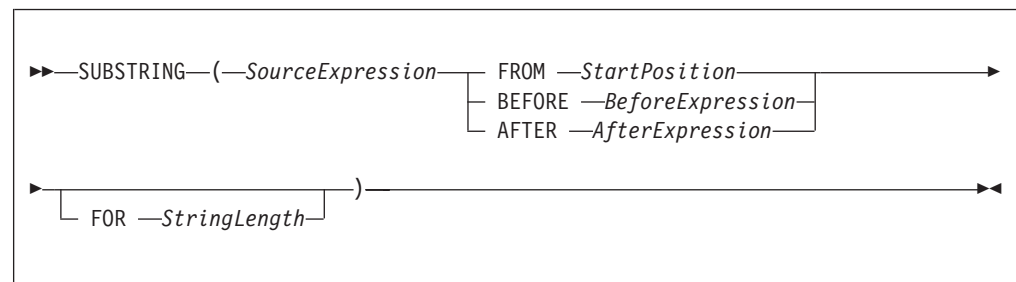 SUBSTRING ( SourceExpression FROM StartPosition
BEFORE BeforeExpression
AFTER AfterExpression
)
FOR StringLength